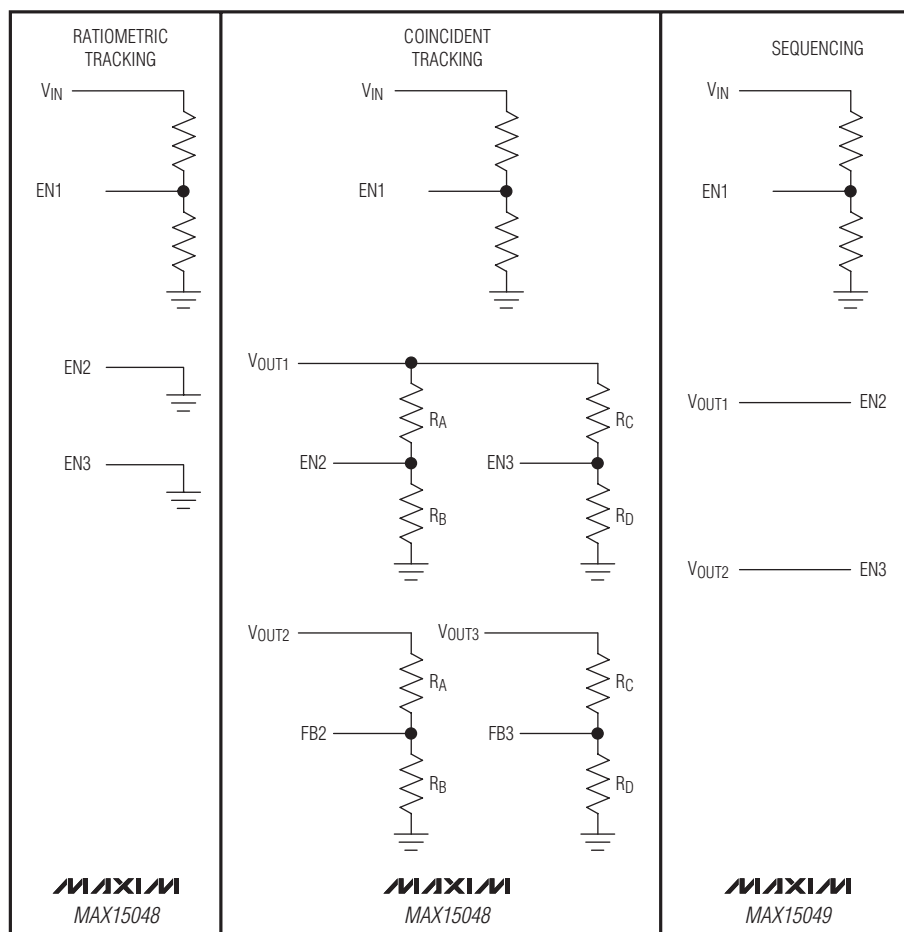 RATIOMETRIC
TRACKING
VIN
EN1
EN2
EN3
MAXIM
MAX15048
COINCIDENT
TRACKING
VIN
EN1
VOUT1
RA
RC
EN2
EN3
RB
RD
VOUT2
VOUT3
RA
RC
FB2
FB3
RB
RD
MAXIM
MAX15048
SEQUENCING
VIN
EN1
VOUT1
EN2
VOUT2
EN3
MAXIM
MAX15049